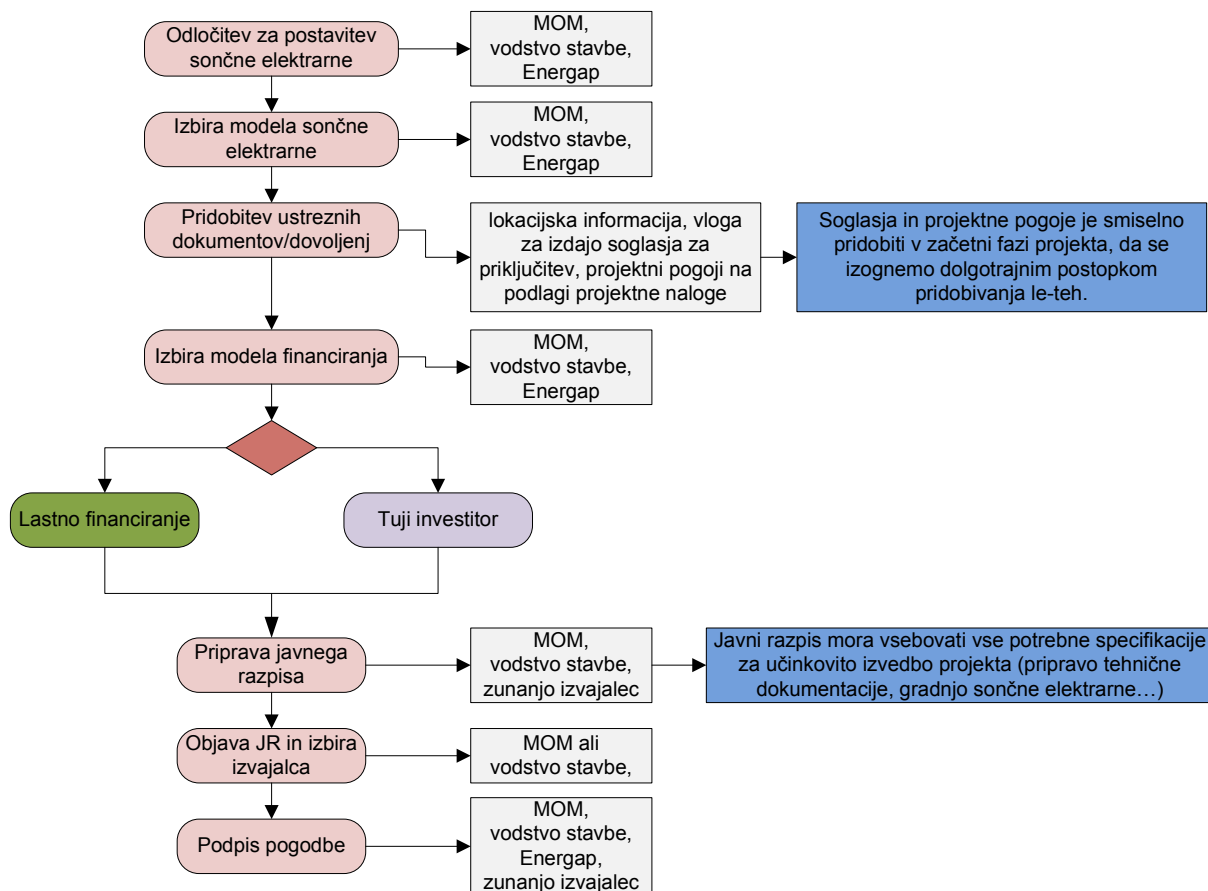 Odločitev za postavitev
sončne elektrarne
MOM,
vodstvo stavbe,
Energap
Izbira modela sončne
elektrarne
MOM,
vodstvo stavbe,
Energap
Pridobitev ustreznih
dokumentov/dovoljenj
lokacijska informacija, vloga
za izdajo soglasja za
priključitev, projektni pogoji na
podlagi projektne naloge
Soglasja in projektne pogoje je smiselno
pridobiti v začetni fazi projekta, da se
izognemo dolgotrajnim postopkom
pridobivanja le-teh.
Izbira modela financiranja
MOM,
vodstvo stavbe,
Energap
Lastno financiranje
Tuji investitor
Priprava javnega
razpisa
MOM,
vodstvo stavbe,
zunanjo izvajalec
Javni razpis mora vsebovati vse potrebne specifikacije
za učinkovito izvedbo projekta (pripravo tehnične
dokumentacije, gradnjo sončne elektrarne…)
Objava JR in izbira
izvajalca
MOM ali
vodstvo stavbe,
Podpis pogodbe
MOM,
vodstvo stavbe,
Energap,
zunanjo izvajalec